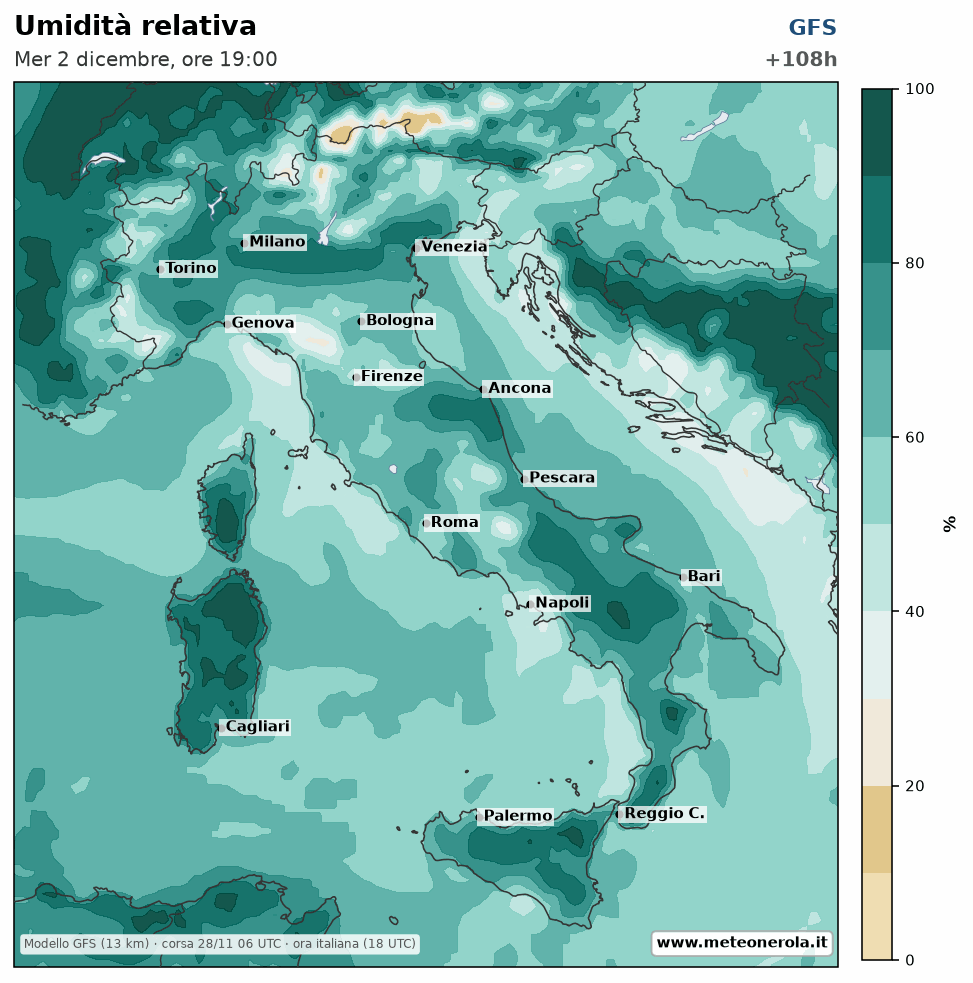 Umidità relativa
GFS
Mer 2 dicembre, ore 19:00
+108h
100
80
60
40
20
0
%
Milano
Venezia
Torino
Genova
Bologna
Firenze
Ancona
Pescara
Roma
Bari
Napoli
Cagliari
Palermo
Reggio C.
Modello GFS (13 km) · corsa 28/11 06 UTC · ora italiana (18 UTC)
www.meteonerola.it